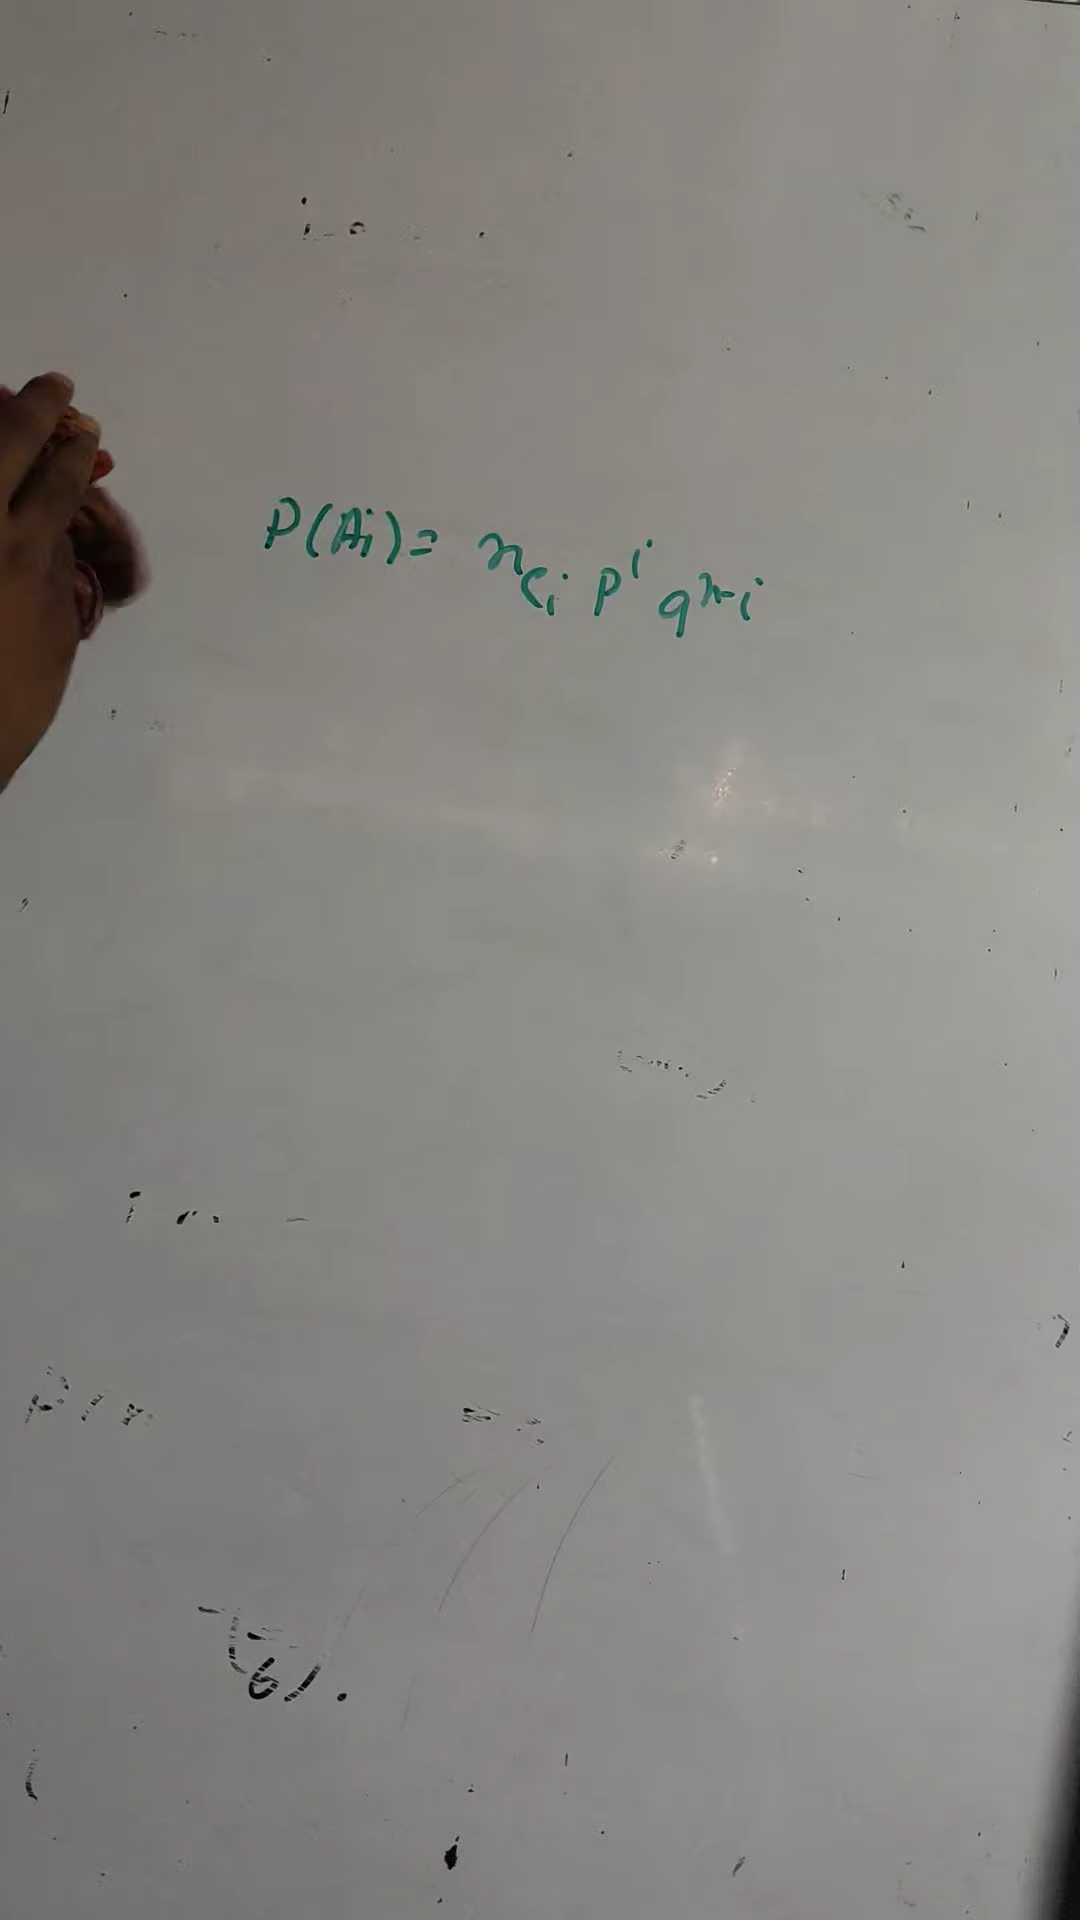 P(Ai) = nCi p^i q^n-i